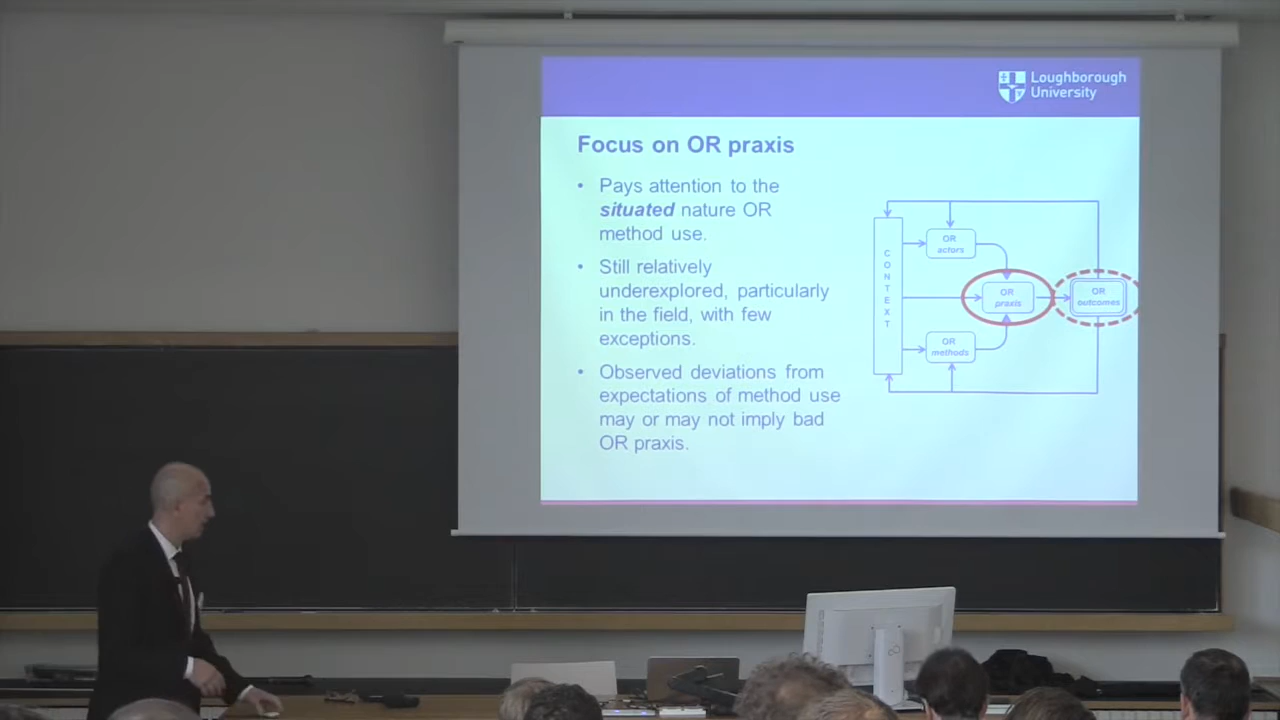 Loughborough
University
Focus on OR praxis
• Pays attention to the
situated nature OR
method use.
• Still relatively
underexplored, particularly
in the field, with few
exceptions.
• Observed deviations from
expectations of method use
may or may not imply bad
OR praxis.
CONTEXT
OR
actors
OR
praxis
OR
outcomes
OR
methods